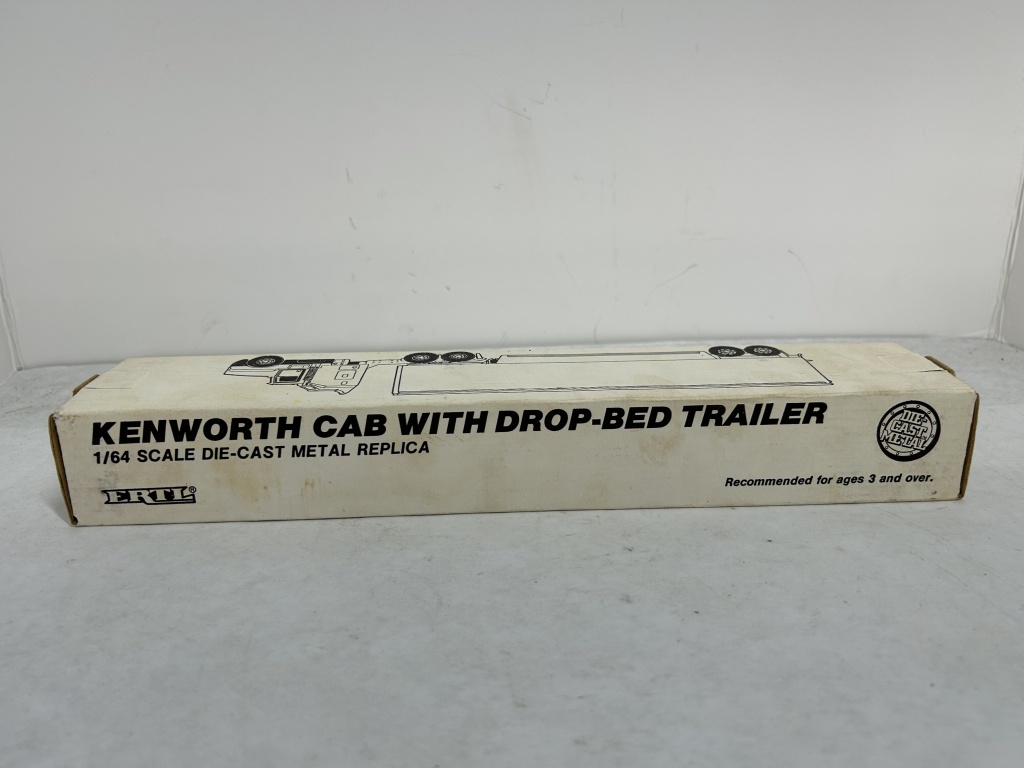 KENWORTH CAB WITH DROP-BED TRAILER
1/64 SCALE DIE-CAST METAL REPLICA
DIE-
CAST
METAL
ERTL®
Recommended for ages 3 and over.